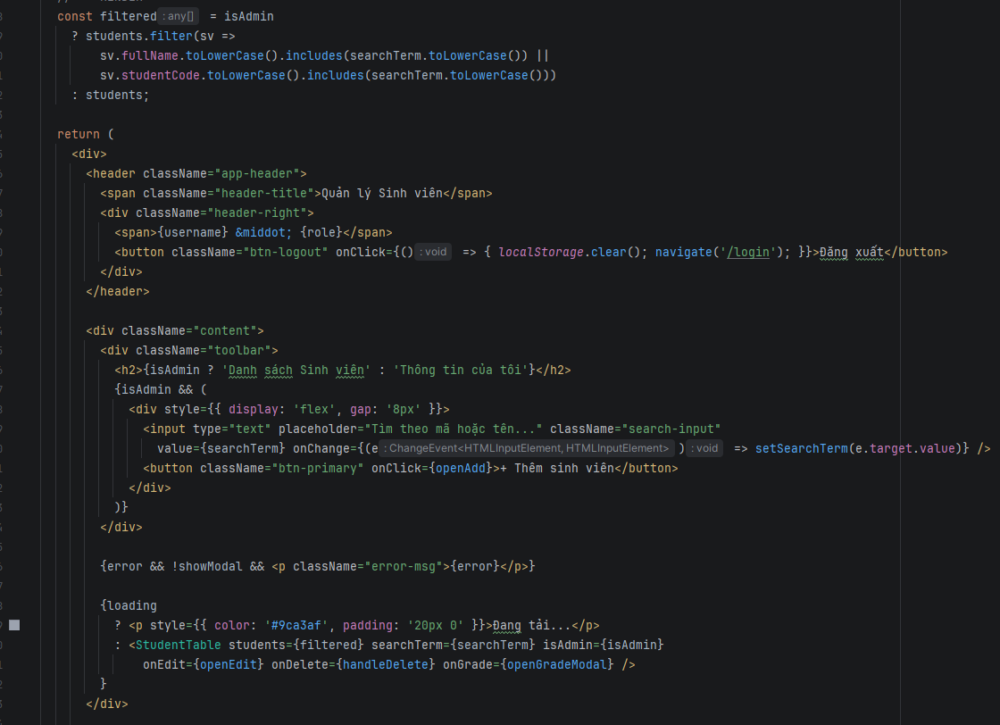 const filtered : any[] = isAdmin
? students.filter(sv =>
sv.fullName.toLowerCase().includes(searchTerm.toLowerCase()) ||
sv.studentCode.toLowerCase().includes(searchTerm.toLowerCase()))
: students;
return (
<div>
<header className="app-header">
<span className="header-title">Quản lý Sinh viên</span>
<div className="header-right">
<span>{username} &middot; {role}</span>
<button className="btn-logout" onClick={() : void => { localStorage.clear(); navigate('/login'); }}>Đăng xuất</button>
</div>
</header>
<div className="content">
<div className="toolbar">
<h2>{isAdmin ? 'Danh sách Sinh viên' : 'Thông tin của tôi'}</h2>
{isAdmin && (
<div style={{ display: 'flex', gap: '8px' }}>
<input type="text" placeholder="Tìm theo mã hoặc tên..." className="search-input"
value={searchTerm} onChange={(e : ChangeEvent<HTMLInputElement, HTMLInputElement> ) : void => setSearchTerm(e.target.value)} />
<button className="btn-primary" onClick={openAdd}>+ Thêm sinh viên</button>
</div>
)}
</div>
{error && !showModal && <p className="error-msg">{error}</p>}
{loading
? <p style={{ color: '#9ca3af', padding: '20px 0' }}>Đang tải...</p>
: <StudentTable students={filtered} searchTerm={searchTerm} isAdmin={isAdmin}
onEdit={openEdit} onDelete={handleDelete} onGrade={openGradeModal} />
}
</div>